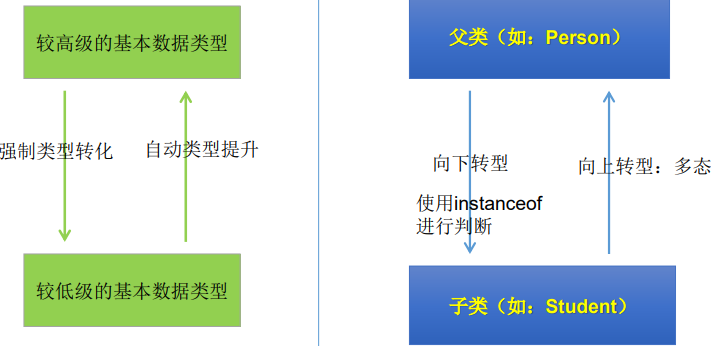 较高级的基本数据类型
强制类型转化
自动类型提升
较低级的基本数据类型
父类（如：Person）
向下转型
使用instanceof
进行判断
向上转型：多态
子类（如：Student）